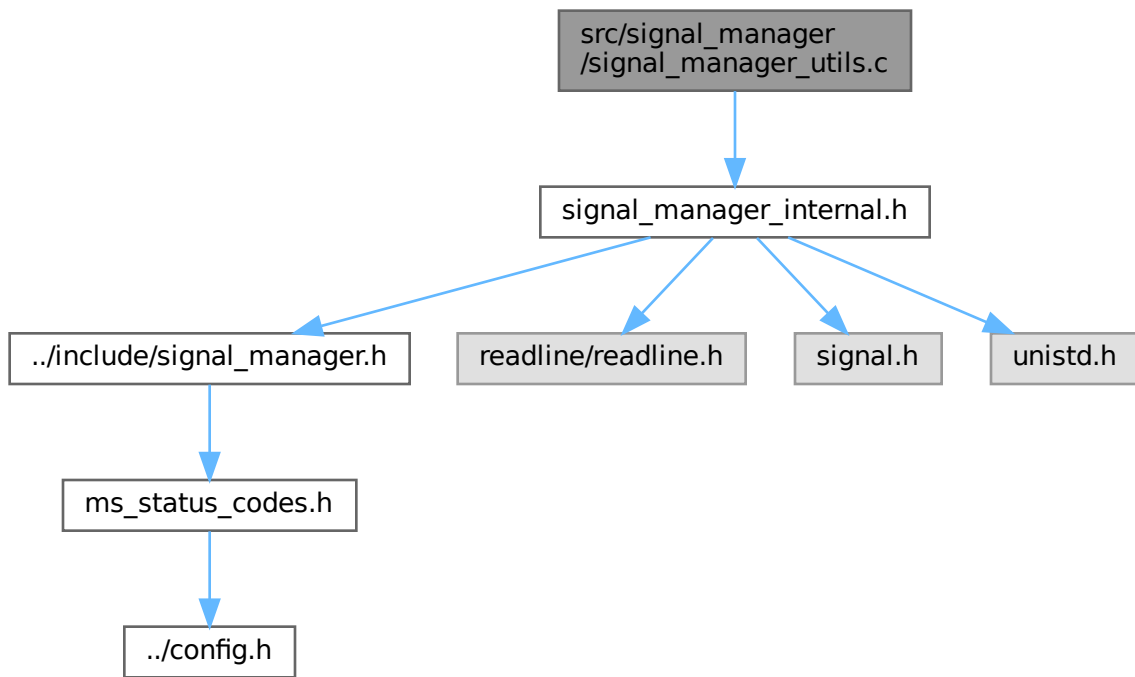 src/signal_manager
/signal_manager_utils.c
signal_manager_internal.h
../include/signal_manager.h
readline/readline.h
signal.h
unistd.h
ms_status_codes.h
../config.h